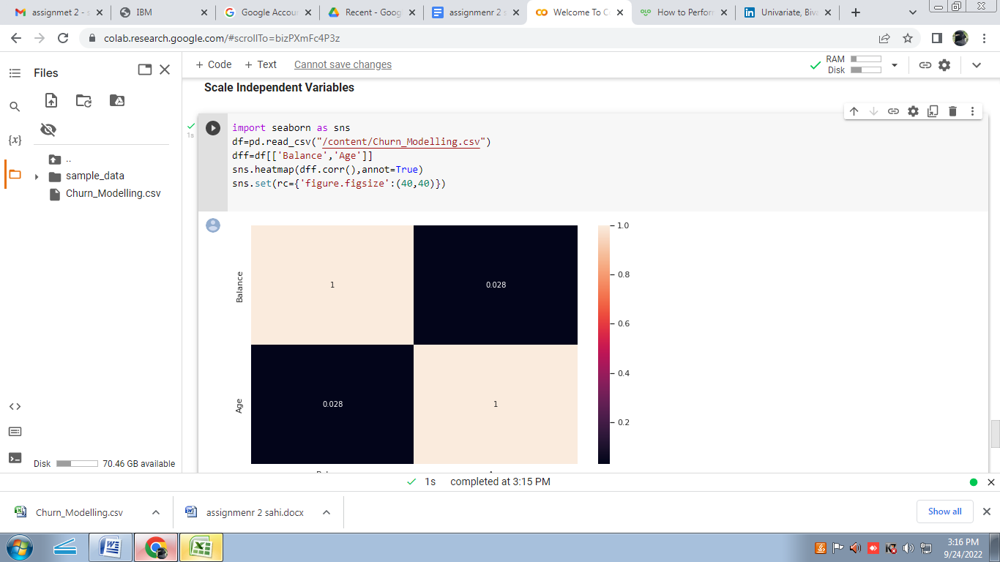 assignmet 2 - s
IBM
Google Accou
Recent - Goog
assignmenr 2 s
Welcome To C
How to Perfor
Univariate, Biva
colab.research.google.com/#scrollTo=bizPXmFc4P3z
Files
+ Code + Text Cannot save changes
RAM
Disk
Scale Independent Variables
{x}
..
sample_data
Churn_Modelling.csv
1s
import seaborn as sns
df=pd.read_csv("/content/Churn_Modelling.csv")
dff=df[['Balance','Age']]
sns.heatmap(dff.corr(),annot=True)
sns.set(rc={'figure.figsize':(40,40)})
Balance
Age
1
0.028
0.028
1
1.0
0.8
0.6
0.4
0.2
Disk 70.46 GB available
1s completed at 3:15 PM
Churn_Modelling.csv
assignmenr 2 sahi.docx
Show all
3:16 PM
9/24/2022